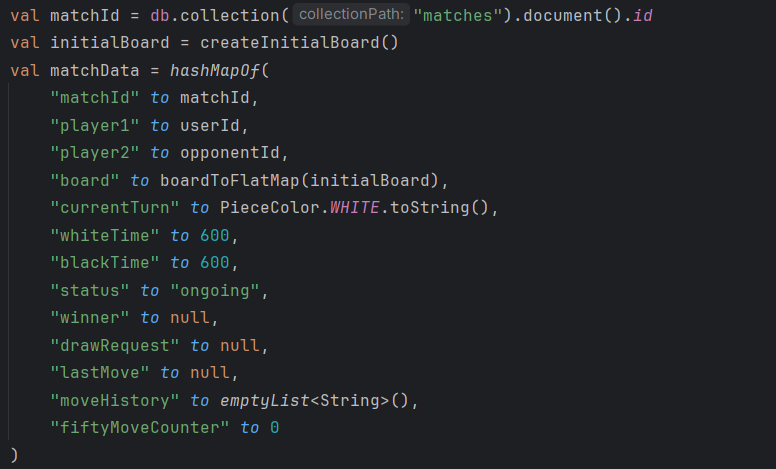 val matchId = db.collection( collectionPath: "matches").document().id
val initialBoard = createInitialBoard()
val matchData = hashMapOf(
    "matchId" to matchId,
    "player1" to userId,
    "player2" to opponentId,
    "board" to boardToFlatMap(initialBoard),
    "currentTurn" to PieceColor.WHITE.toString(),
    "whiteTime" to 600,
    "blackTime" to 600,
    "status" to "ongoing",
    "winner" to null,
    "drawRequest" to null,
    "lastMove" to null,
    "moveHistory" to emptyList<String>(),
    "fiftyMoveCounter" to 0
)